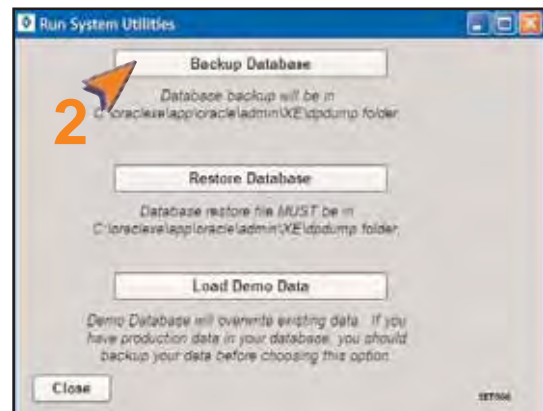 Run System Utilities
Backup Database
2
Database backup will be in
C:\oraclexe\app\oracle\admin\XE\dpdump folder.
Restore Database
Database restore file MUST be in
C:\oraclexe\app\oracle\admin\XE\dpdump folder.
Load Demo Data
Demo Database will overwrite existing data. If you
have production data in your database, you should
backup your data before choosing this option.
Close